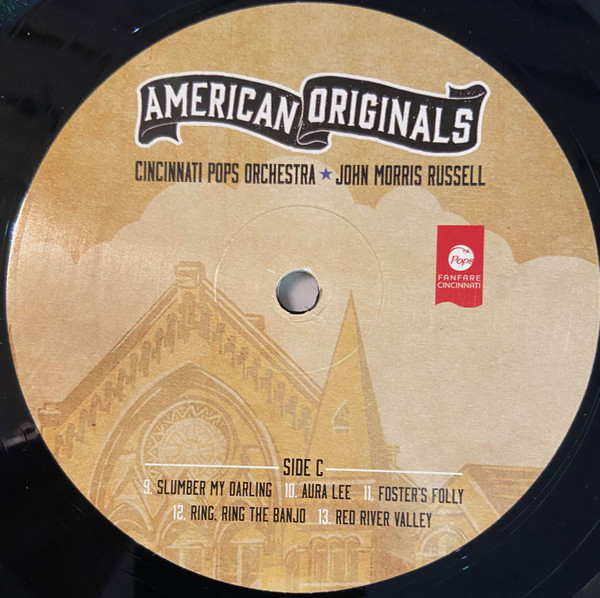 AMERICAN ORIGINALS
CINCINNATI POPS ORCHESTRA ★ JOHN MORRIS RUSSELL
Pops
FANFARE
CINCINNATI
SIDE C
9. SLUMBER MY DARLING 10. AURA LEE 11. FOSTER'S FOLLY
12. RING, RING THE BANJO 13. RED RIVER VALLEY